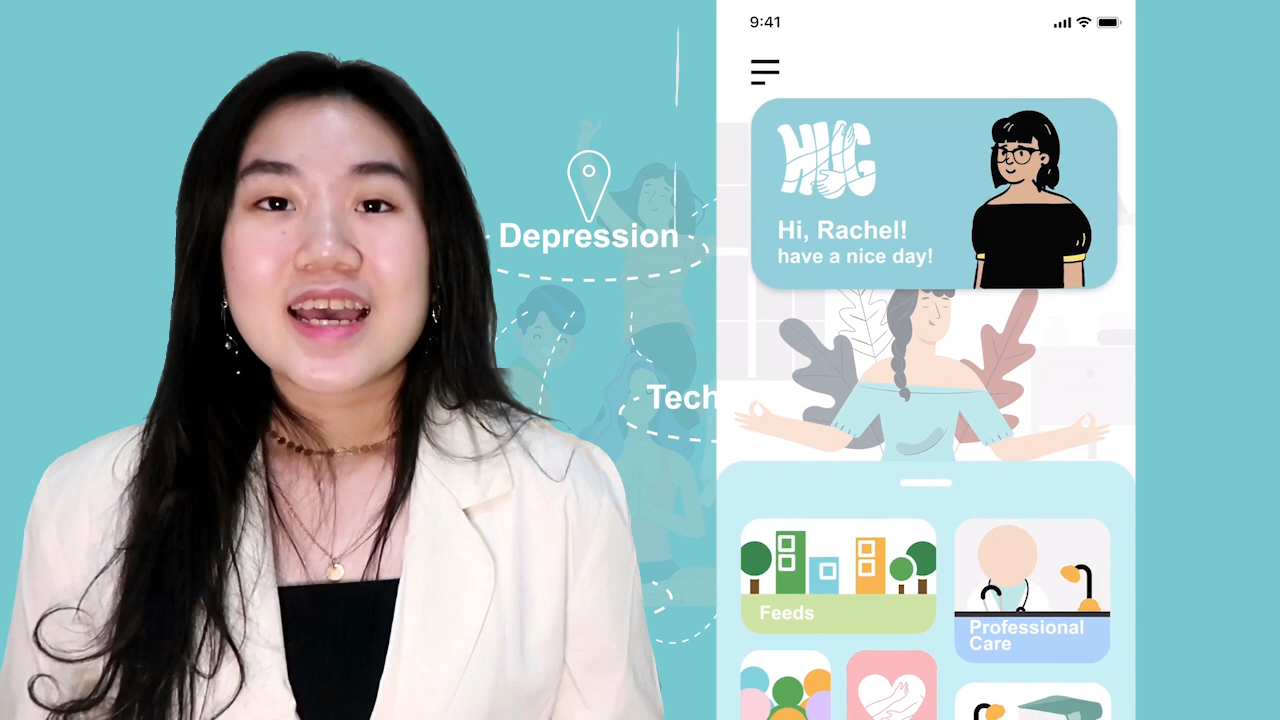 9:41
HUG
Hi, Rachel!
have a nice day!
Depression
Tech
Feeds
Professional
Care